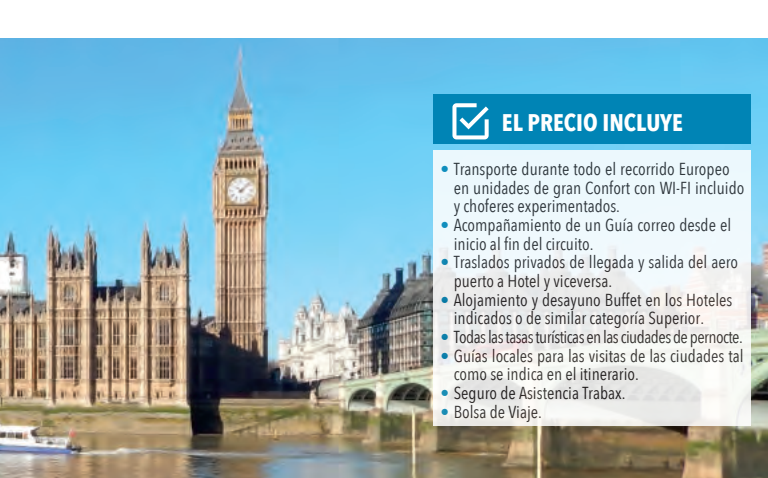 EL PRECIO INCLUYE
• Transporte durante todo el recorrido Europeo
en unidades de gran Confort con WI-FI incluido
y choferes experimentados.
• Acompañamiento de un Guía correo desde el
inicio al fin del circuito.
• Traslados privados de llegada y salida del aero
puerto a Hotel y viceversa.
• Alojamiento y desayuno Buffet en los Hoteles
indicados o de similar categoría Superior.
• Todas las tasas turísticas en las ciudades de pernocte.
• Guías locales para las visitas de las ciudades tal
como se indica en el itinerario.
• Seguro de Asistencia Trabax.
• Bolsa de Viaje.